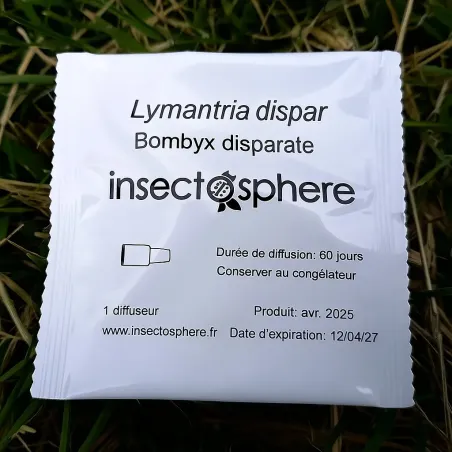 Lymantria dispar
Bombyx disparate
insectosphere
Durée de diffusion: 60 jours
Conserver au congélateur
1 diffuseur
Produit: avr. 2025
www.insectosphere.fr
Date d'expiration: 12/04/27